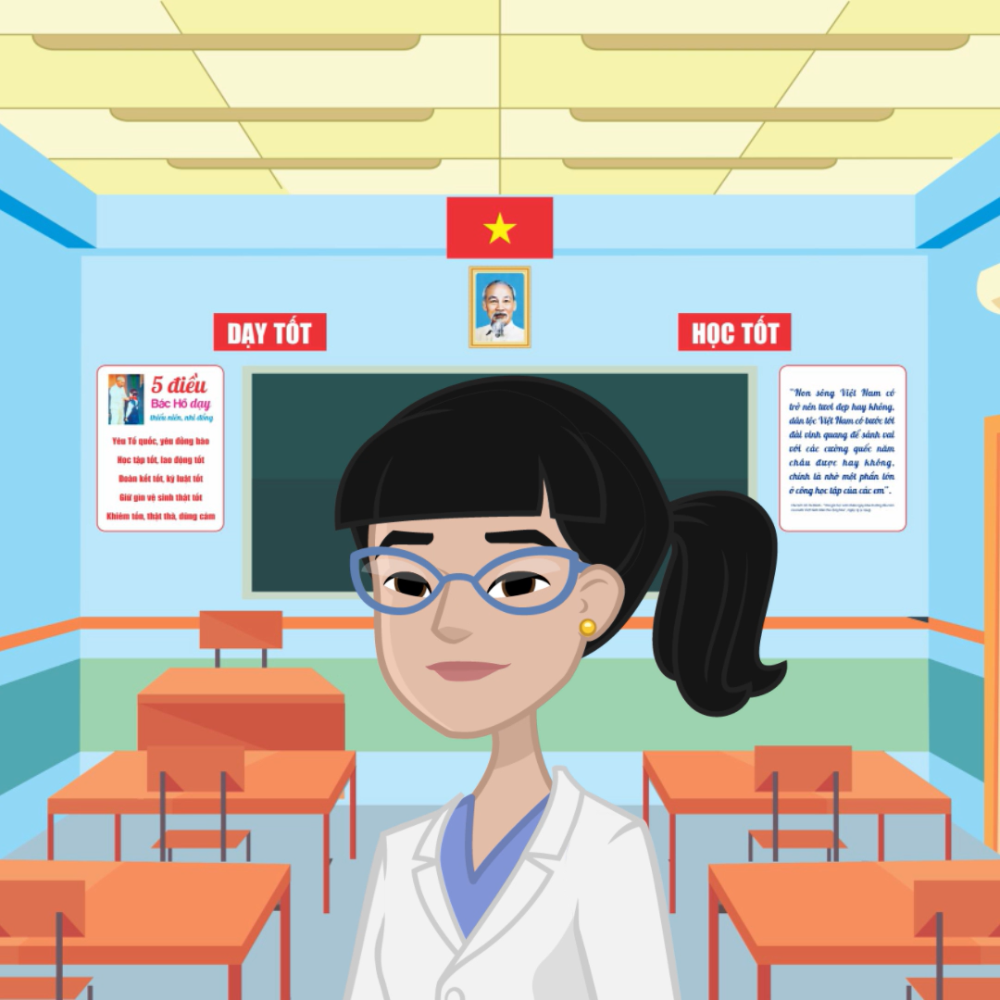 DẠY TỐT
HỌC TỐT
5 điều
Bác Hồ dạy
thiếu niên, nhi đồng
Yêu Tổ quốc, yêu đồng bào
Học tập tốt, lao động tốt
Đoàn kết tốt, kỷ luật tốt
Giữ gìn vệ sinh thật tốt
Khiêm tốn, thật thà, dũng cảm
"Non sông Việt Nam có
trở nên tươi đẹp hay không,
dân tộc Việt Nam có bước tới
đài vinh quang để sánh vai
với các cường quốc năm
châu được hay không,
chính là nhờ một phần lớn
ở công học tập của các em".